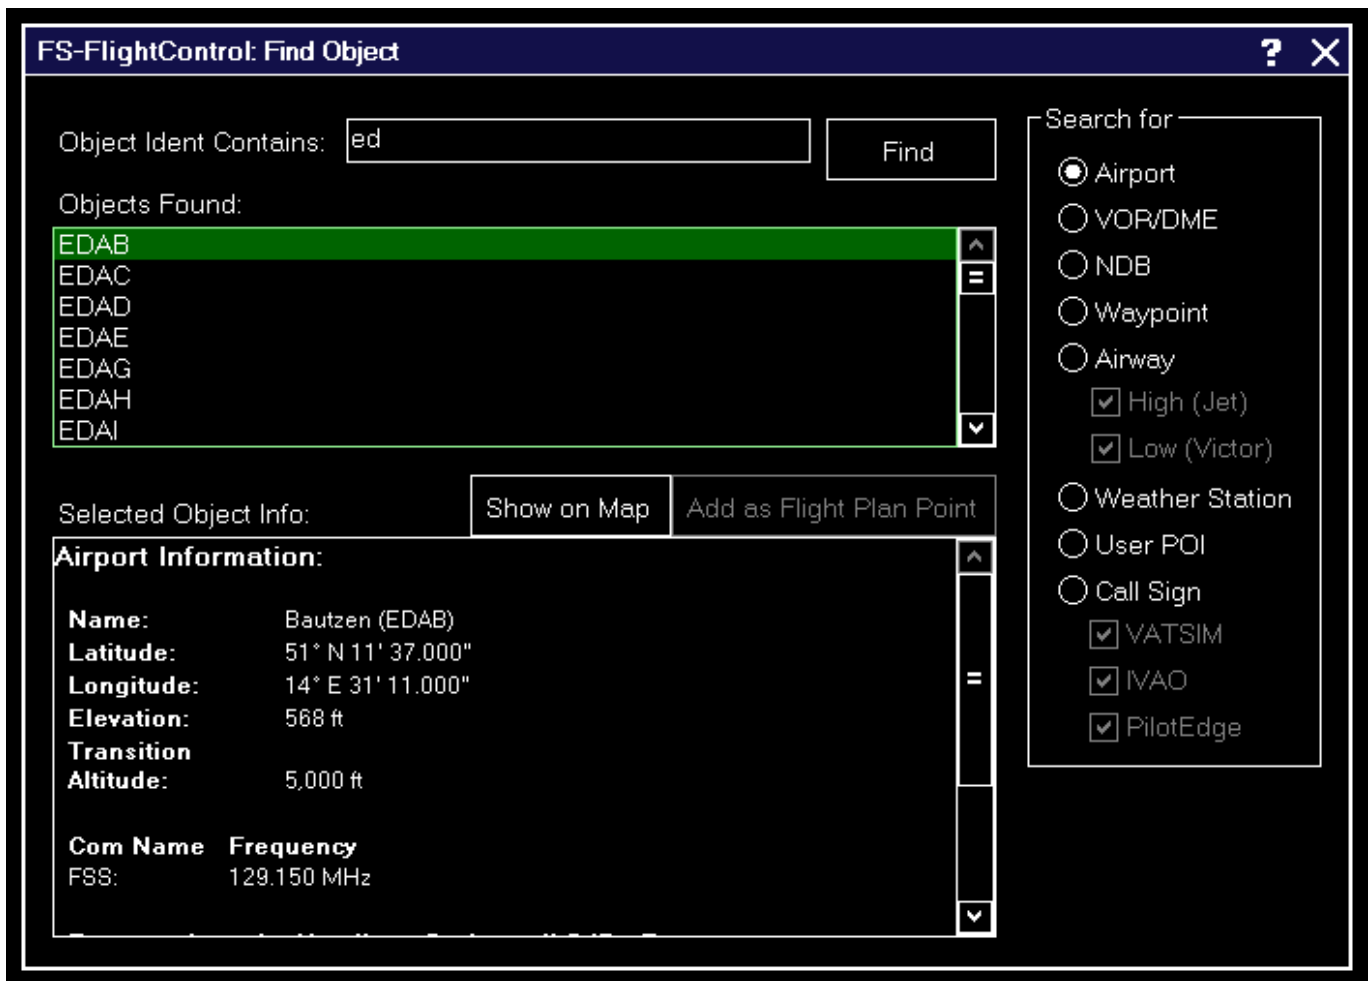 FS-FlightControl: Find Object
?
Object Ident Contains: ed
Find
Objects Found:
EDAB
EDAC
EDAD
EDAE
EDAG
EDAH
EDAI
Selected Object Info:
Show on Map
Add as Flight Plan Point
Airport Information:
Name: Bautzen (EDAB)
Latitude: 51° N 11' 37.000"
Longitude: 14° E 31' 11.000"
Elevation: 568 ft
Transition
Altitude: 5,000 ft
Com Name Frequency
FSS: 129.150 MHz
Search for
Airport
VOR/DME
NDB
Waypoint
Airway
High (Jet)
Low (Victor)
Weather Station
User POI
Call Sign
VATSIM
IVAO
PilotEdge